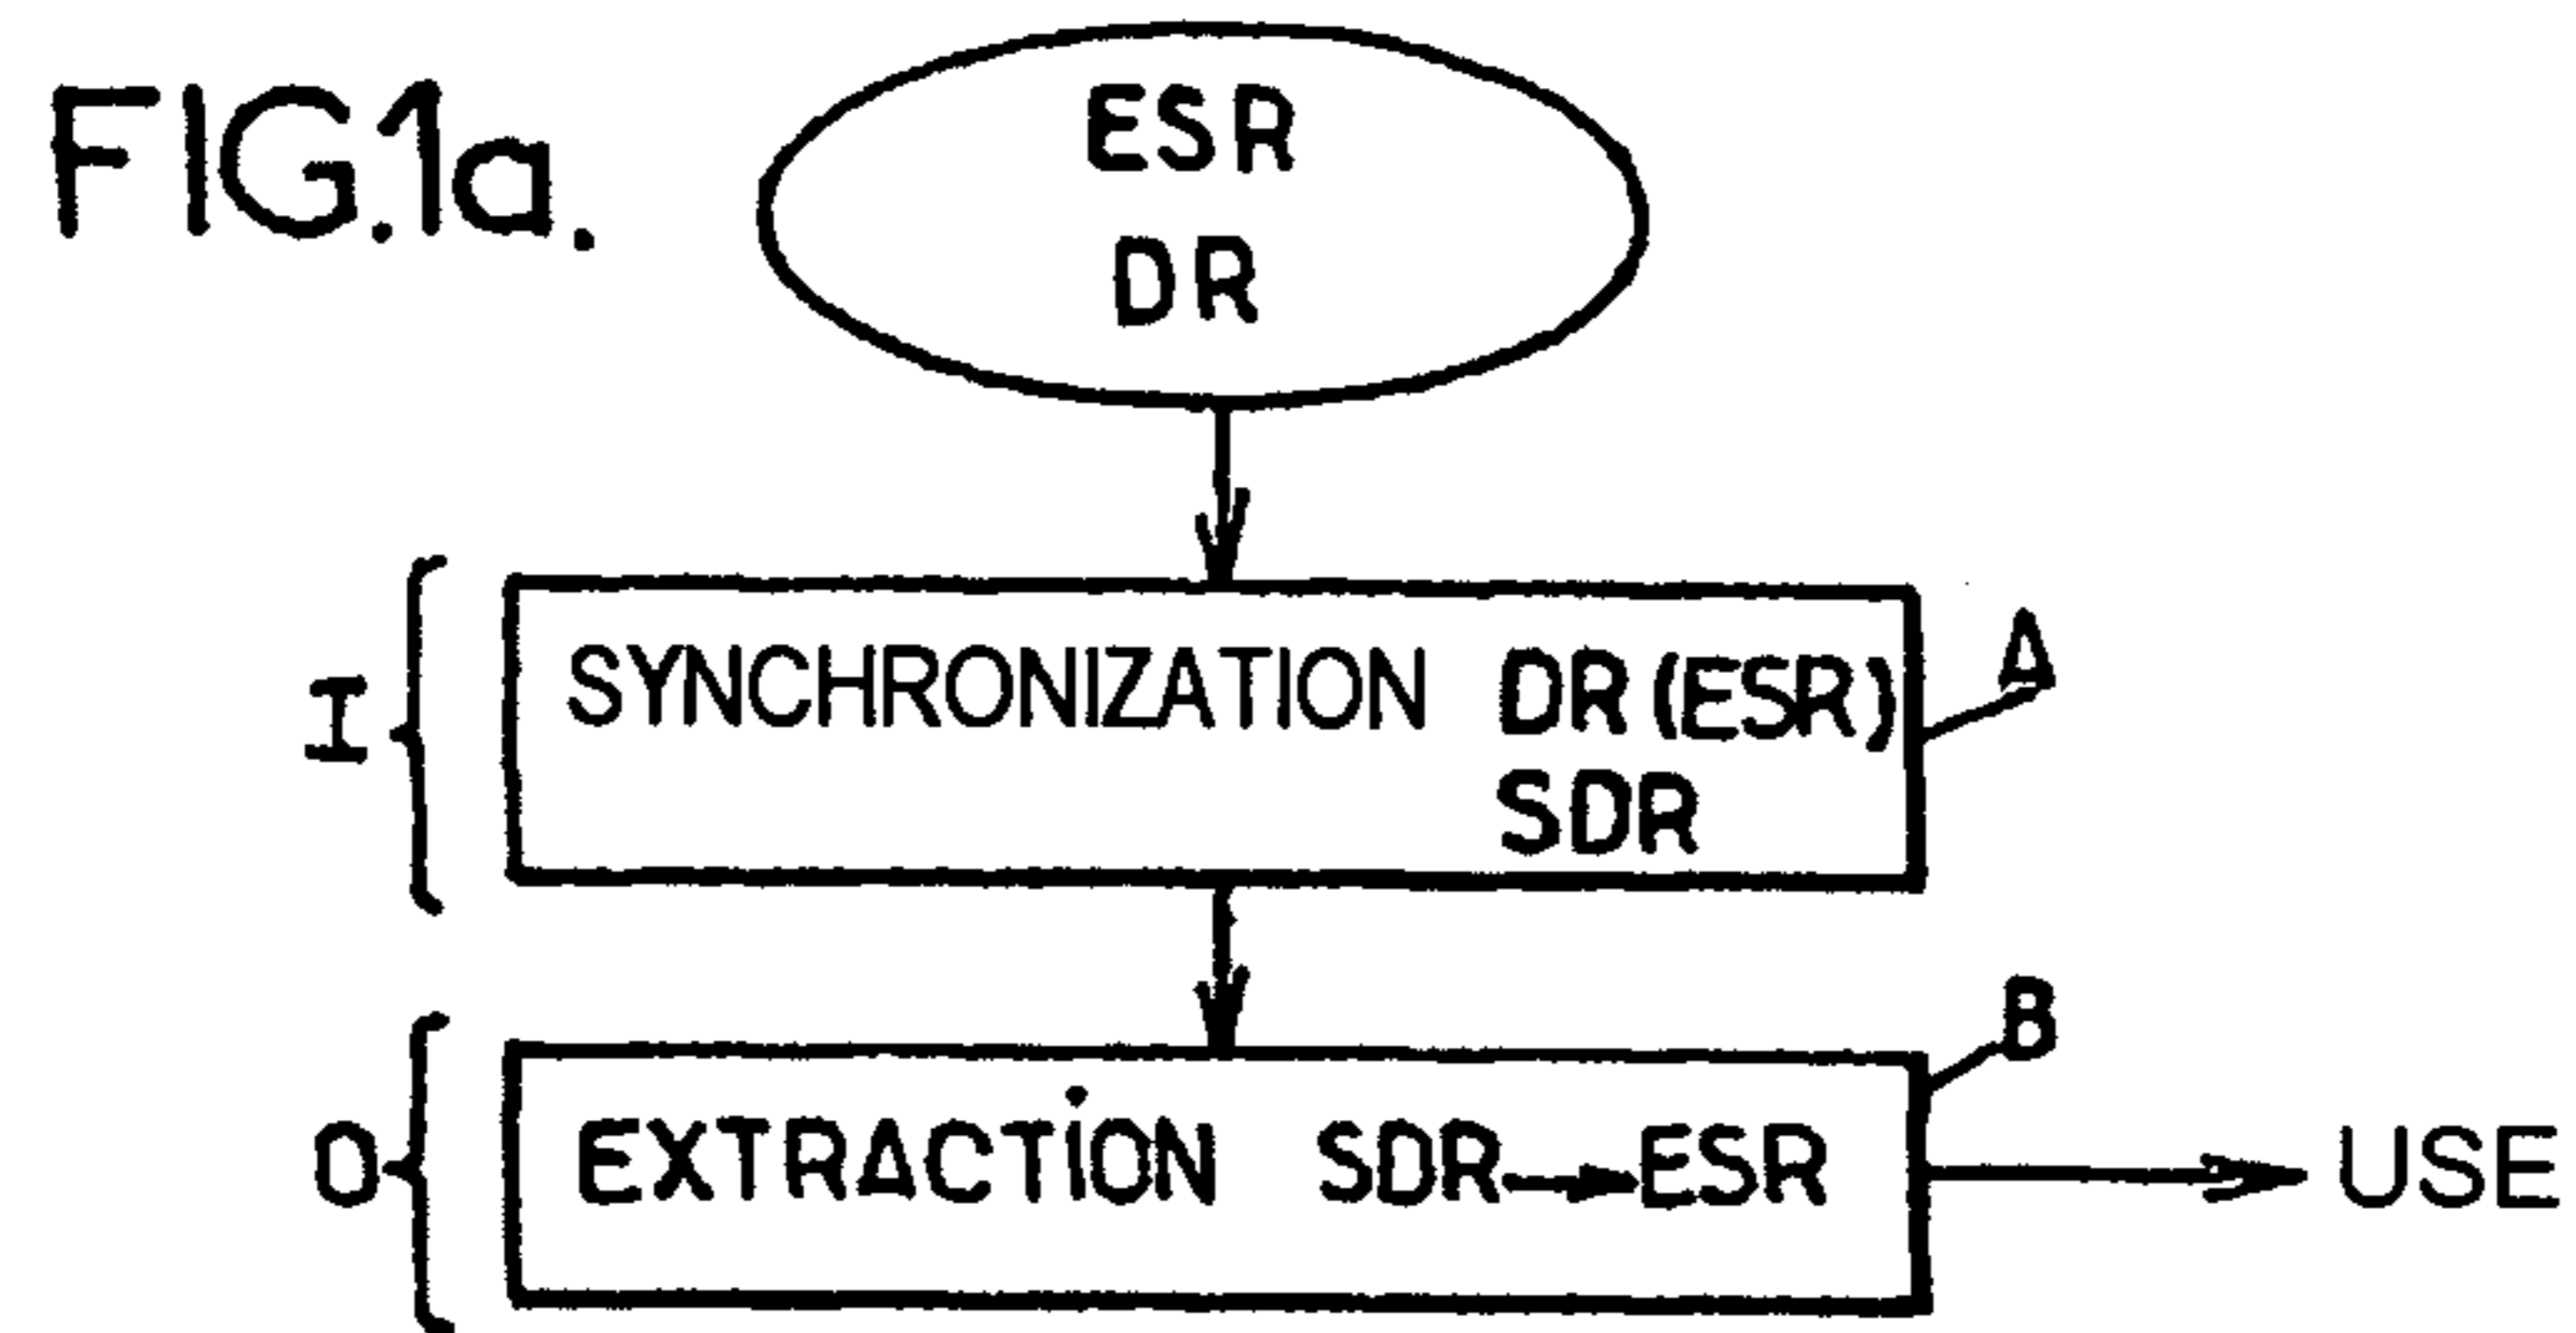 FIG.1a.
ESR
DR
I
SYNCHRONIZATION DR (ESR)
A
SDR
B
O
EXTRACTION SDR→ESR
USE